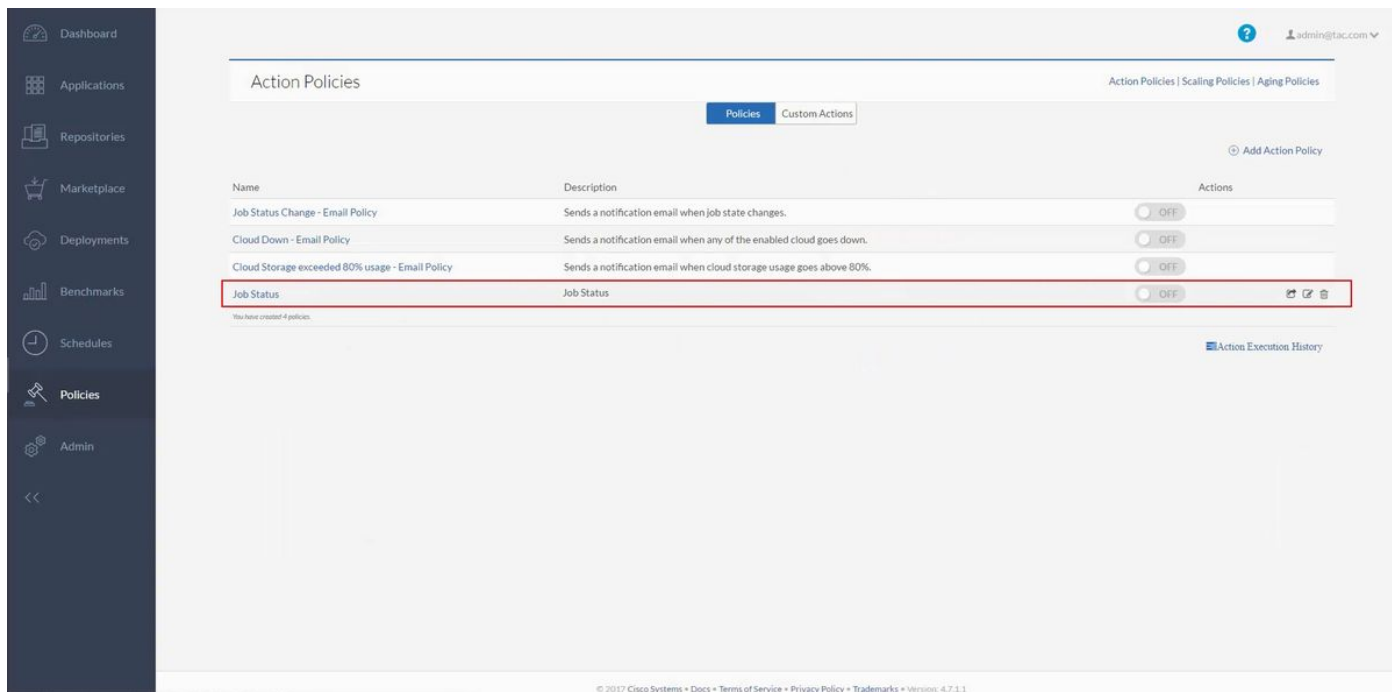 Dashboard
? admin@tac.com
Applications
Action Policies
Action Policies | Scaling Policies | Aging Policies
Policies Custom Actions
Repositories
Add Action Policy
Marketplace
Name Description Actions
Job Status Change - Email Policy Sends a notification email when job state changes. OFF
Deployments
Cloud Down - Email Policy Sends a notification email when any of the enabled cloud goes down. OFF
Cloud Storage exceeded 80% usage - Email Policy Sends a notification email when cloud storage usage goes above 80%. OFF
Benchmarks
Job Status Job Status OFF
You have created 4 policies.
Schedules
Action Execution History
Policies
Admin
<<
© 2017 Cisco Systems • Docs • Terms of Service • Privacy Policy • Trademarks • Version: 4.7.1.1